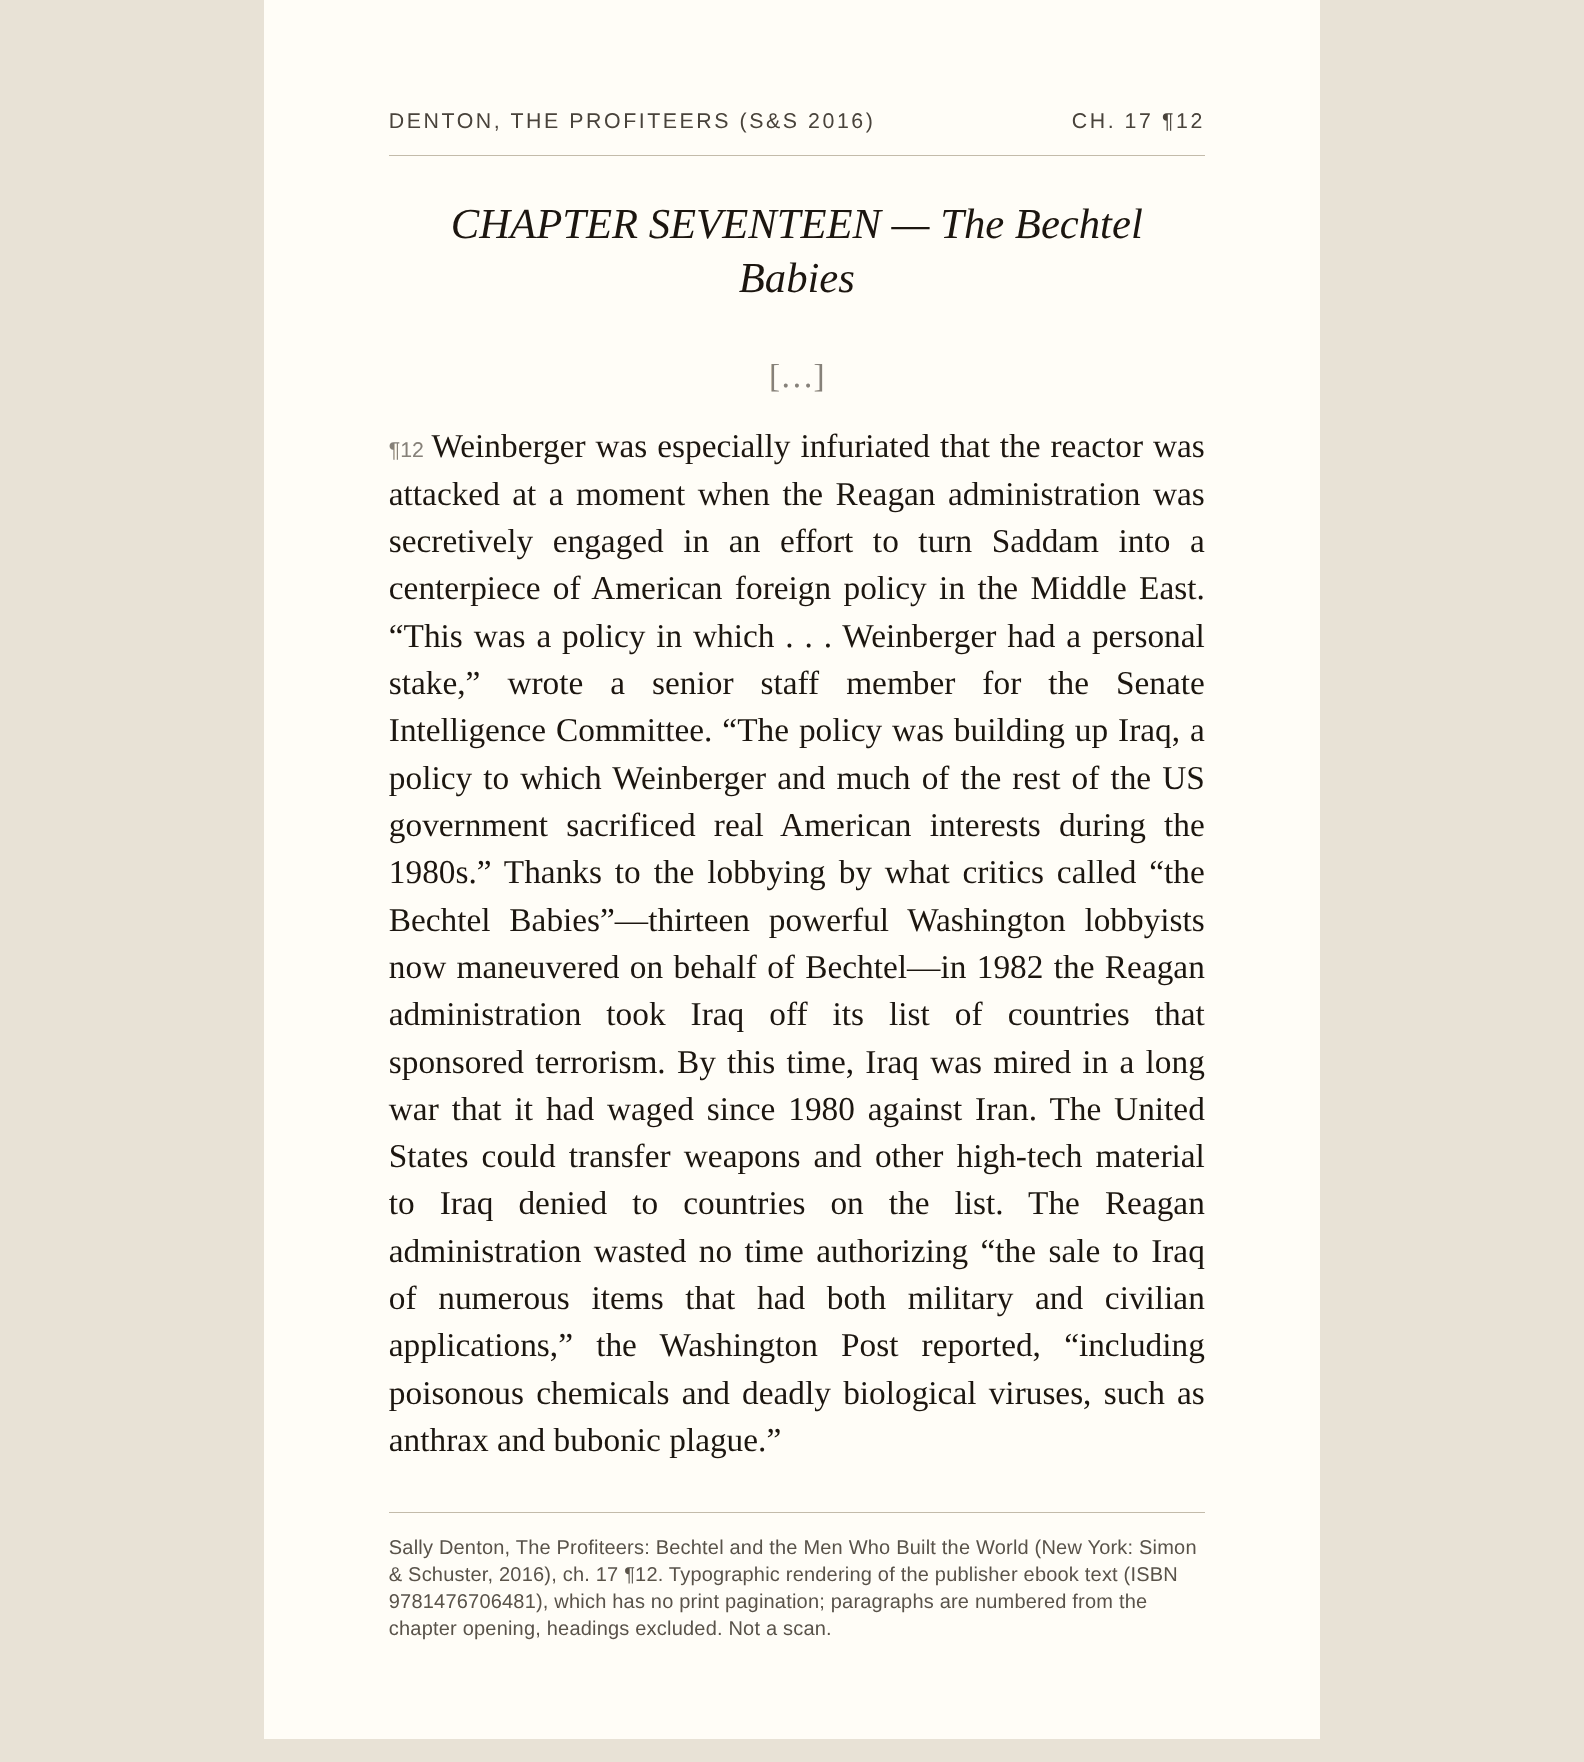 DENTON, THE PROFITEERS (S&S 2016) CH. 17 ¶12
CHAPTER SEVENTEEN — The Bechtel
Babies
[…]
¶12 Weinberger was especially infuriated that the reactor was
attacked at a moment when the Reagan administration was
secretively engaged in an effort to turn Saddam into a
centerpiece of American foreign policy in the Middle East.
“This was a policy in which . . . Weinberger had a personal
stake,” wrote a senior staff member for the Senate
Intelligence Committee. “The policy was building up Iraq, a
policy to which Weinberger and much of the rest of the US
government sacrificed real American interests during the
1980s.” Thanks to the lobbying by what critics called “the
Bechtel Babies”—thirteen powerful Washington lobbyists
now maneuvered on behalf of Bechtel—in 1982 the Reagan
administration took Iraq off its list of countries that
sponsored terrorism. By this time, Iraq was mired in a long
war that it had waged since 1980 against Iran. The United
States could transfer weapons and other high-tech material
to Iraq denied to countries on the list. The Reagan
administration wasted no time authorizing “the sale to Iraq
of numerous items that had both military and civilian
applications,” the Washington Post reported, “including
poisonous chemicals and deadly biological viruses, such as
anthrax and bubonic plague.”
Sally Denton, The Profiteers: Bechtel and the Men Who Built the World (New York: Simon
& Schuster, 2016), ch. 17 ¶12. Typographic rendering of the publisher ebook text (ISBN
9781476706481), which has no print pagination; paragraphs are numbered from the
chapter opening, headings excluded. Not a scan.